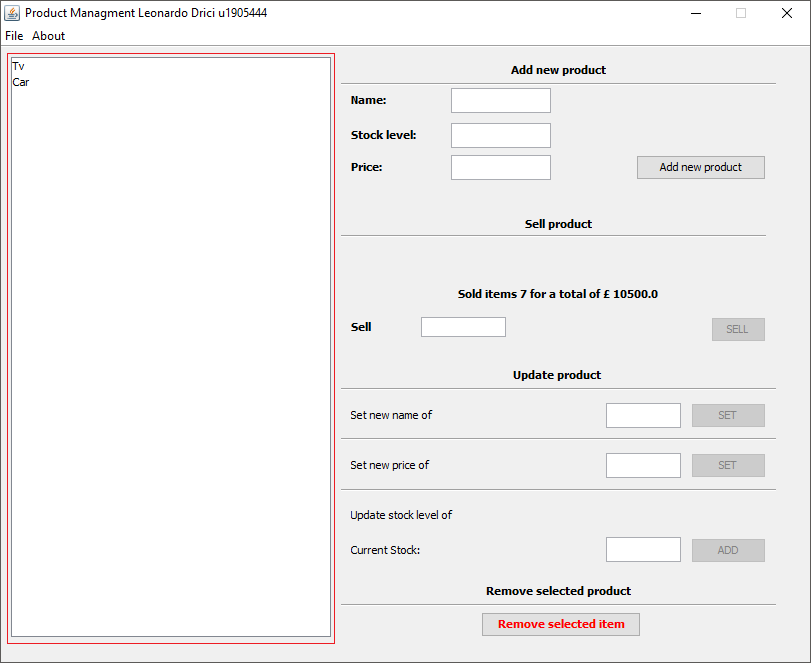 Product Managment Leonardo Drici u1905444
File About
Tv
Car
Add new product
Name:
Stock level:
Price:
Add new product
Sell product
Sold items 7 for a total of £ 10500.0
Sell
SELL
Update product
Set new name of
SET
Set new price of
SET
Update stock level of
Current Stock:
ADD
Remove selected product
Remove selected item